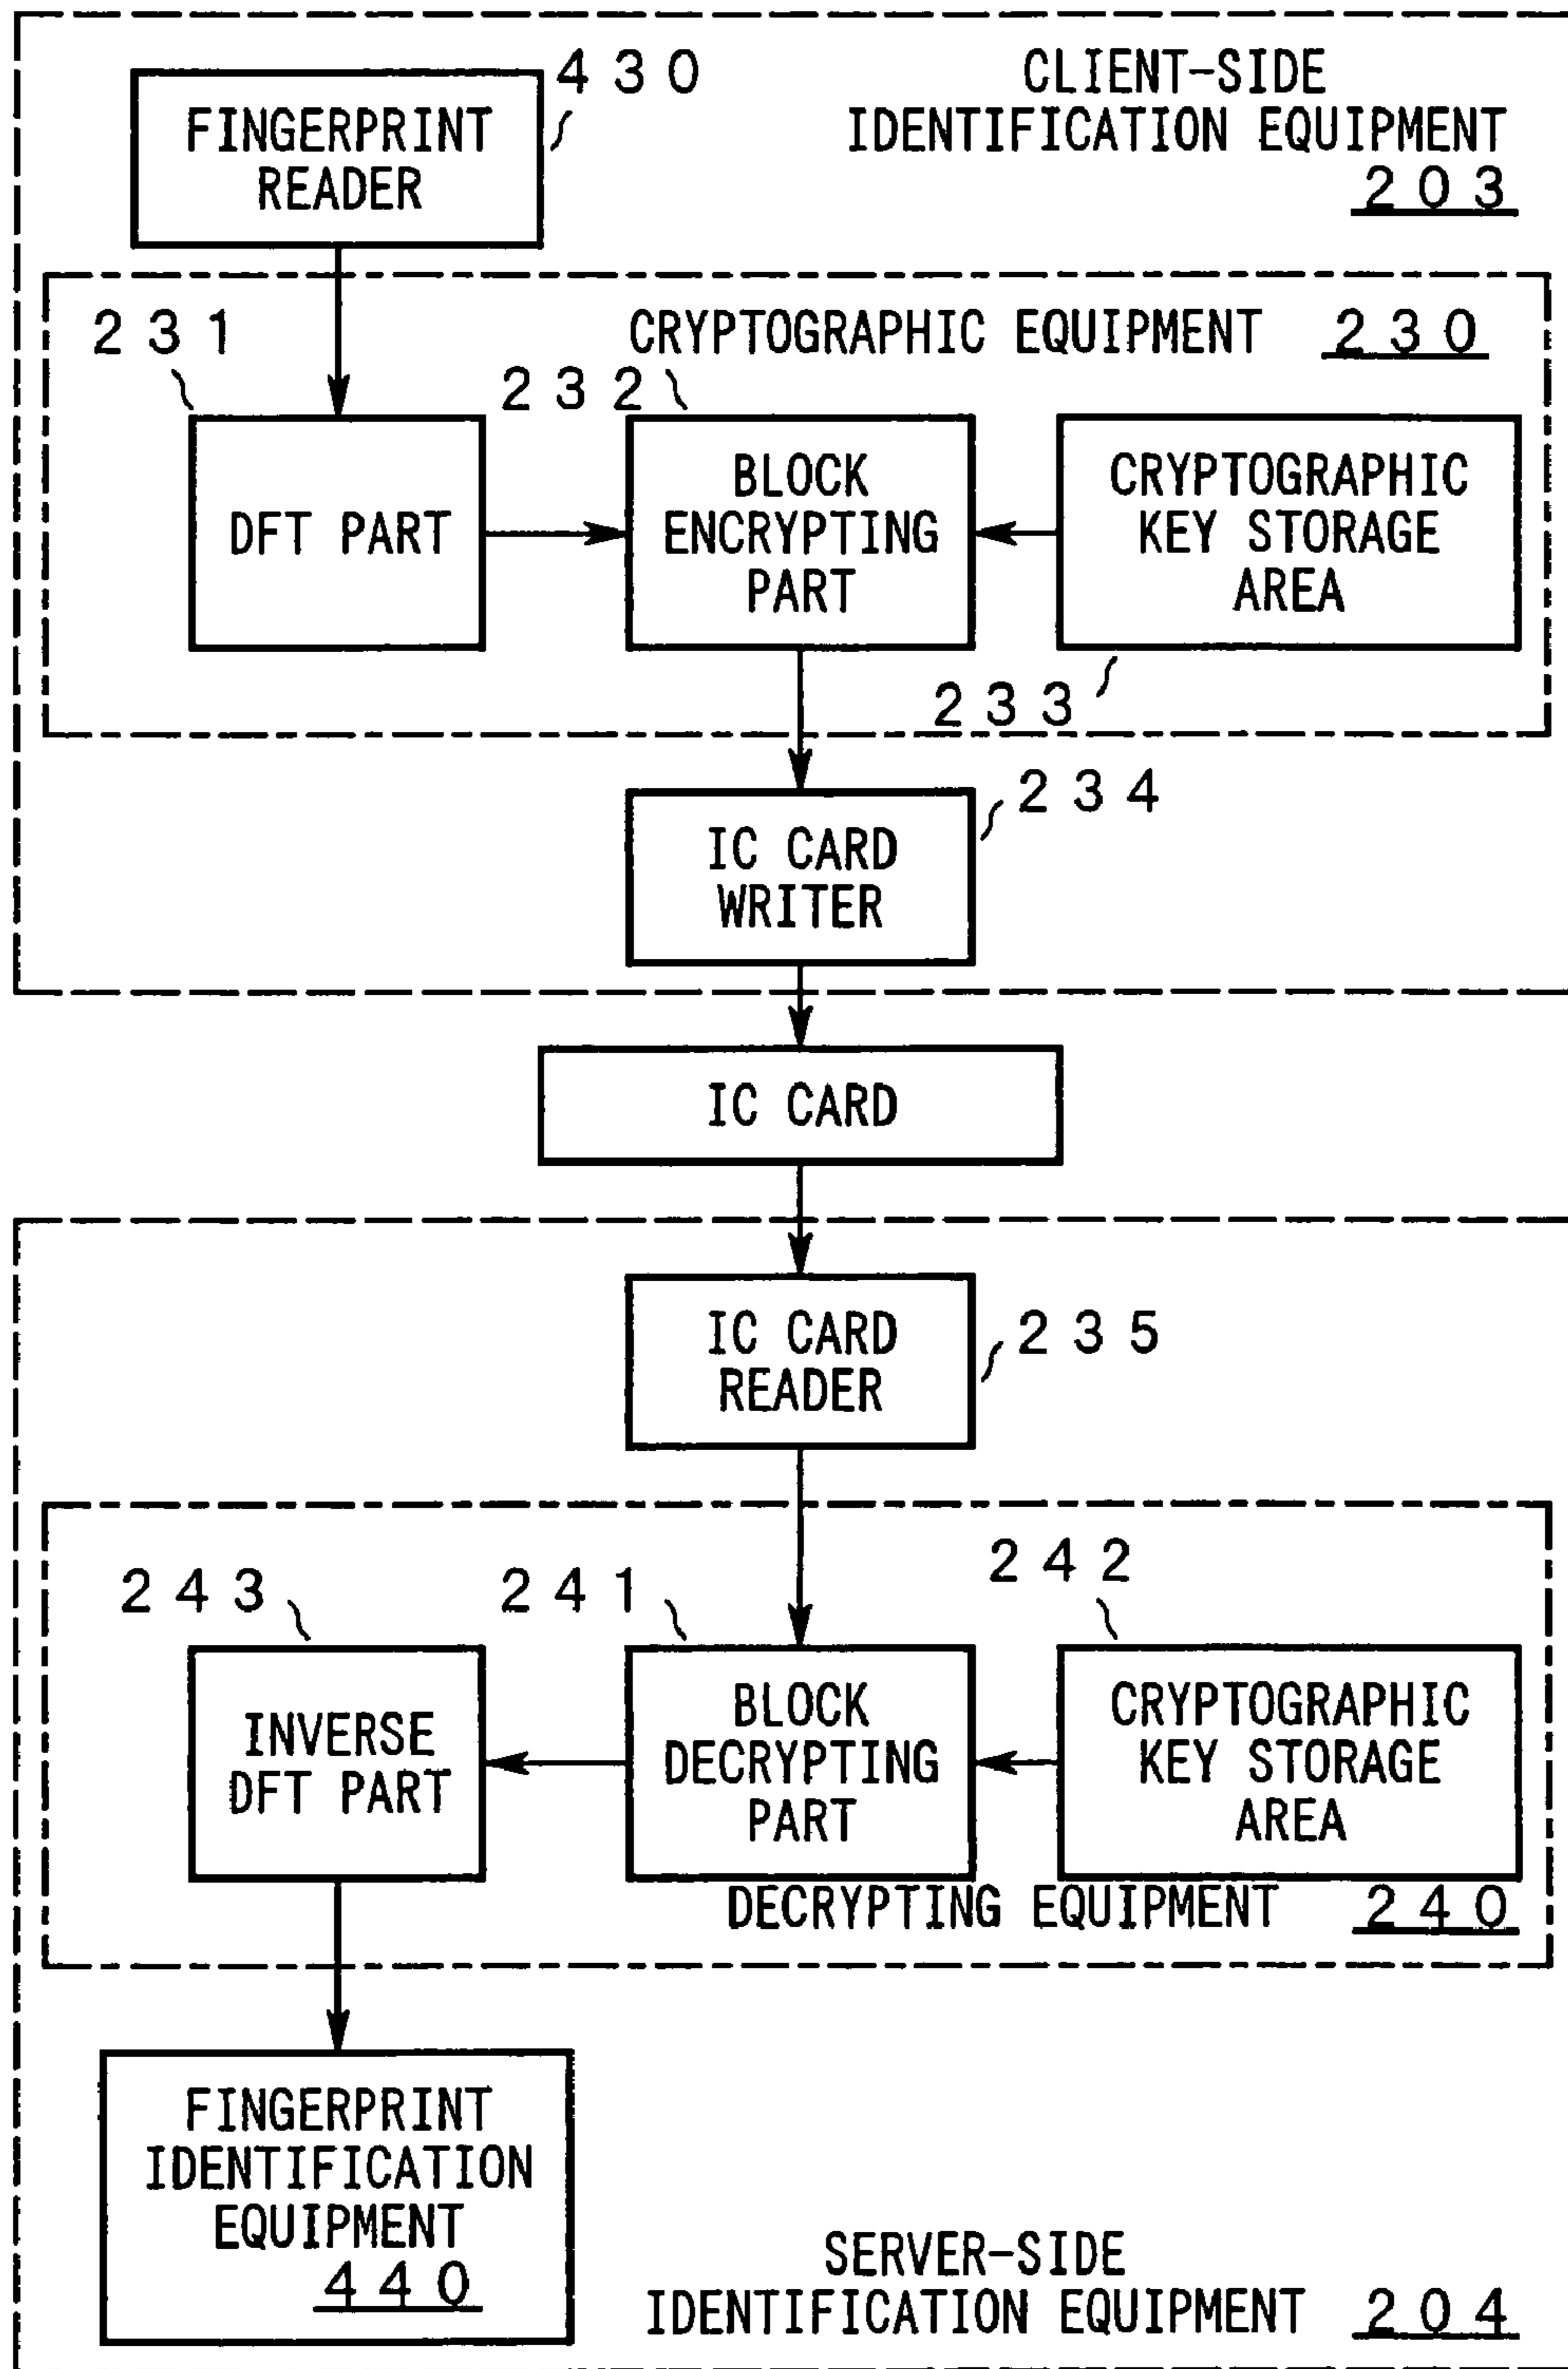 430
CLIENT-SIDE
FINGERPRINT
READER
IDENTIFICATION EQUIPMENT
203
231
CRYPTOGRAPHIC EQUIPMENT 230
232
DFT PART
BLOCK
ENCRYPTING
PART
CRYPTOGRAPHIC
KEY STORAGE
AREA
233
234
IC CARD
WRITER
IC CARD
IC CARD
READER
235
243
241
242
INVERSE
DFT PART
BLOCK
DECRYPTING
PART
CRYPTOGRAPHIC
KEY STORAGE
AREA
DECRYPTING EQUIPMENT 240
FINGERPRINT
IDENTIFICATION
EQUIPMENT
440
SERVER-SIDE
IDENTIFICATION EQUIPMENT 204